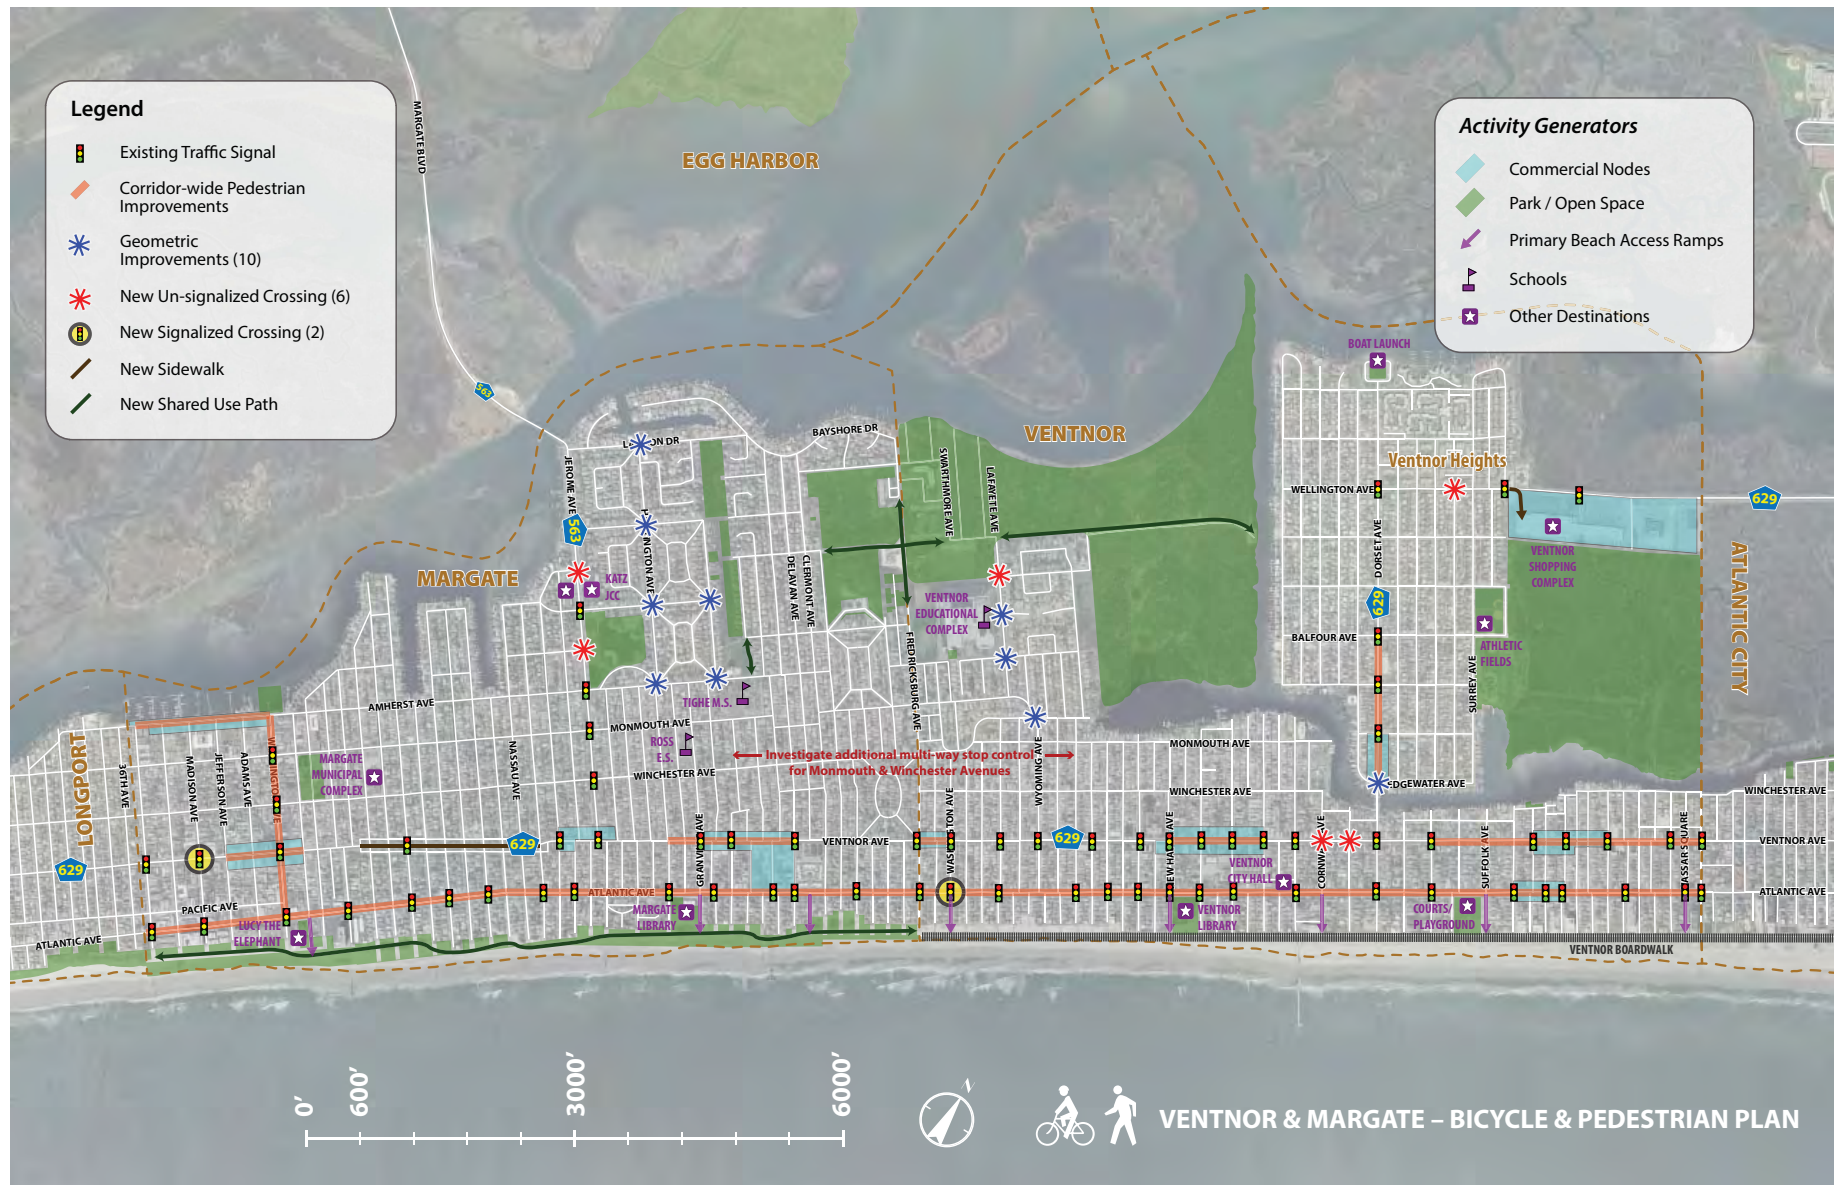 Legend
Existing Traffic Signal
Corridor-wide Pedestrian
Improvements
Geometric
Improvements (10)
New Un-signalized Crossing (6)
New Signalized Crossing (2)
New Sidewalk
New Shared Use Path
Activity Generators
Commercial Nodes
Park / Open Space
Primary Beach Access Ramps
Schools
Other Destinations
MARGATE BLVD
EGG HARBOR
563
BOAT LAUNCH
BAYSHORE DR
VENTNOR
Ventnor Heights
JEROME AVE
SWARTHMORE AVE
LAFAYETE AVE
WELLINGTON AVE
629
563
DORSET AVE
VENTNOR
SHOPPING
COMPLEX
ATLANTIC CITY
MARGATE
KATZ
JCC
DELAVAN AVE
CLERMONT AVE
VENTNOR
EDUCATIONAL
COMPLEX
629
BALFOUR AVE
ATHLETIC
FIELDS
SURREY AVE
FREDRICKSBURG AVE
TIGHE M.S.
AMHERST AVE
MONMOUTH AVE
ROSS
E.S.
Investigate additional multi-way stop control
for Monmouth & Winchester Avenues
MONMOUTH AVE
LONGPORT
36TH AVE
MADISON AVE
JEFFERSON AVE
ADAMS AVE
MARGATE
MUNICIPAL
COMPLEX
NASSAU AVE
WINCHESTER AVE
WYOMING AVE
WINCHESTER AVE
EDGEWATER AVE
WINCHESTER AVE
629
629
VENTNOR AVE
629
VENTNOR AVE
VENTNOR
CITY HALL
SUFFOLK AVE
ATLANTIC AVE
ATLANTIC AVE
PACIFIC AVE
LUCY THE
ELEPHANT
MARGATE
LIBRARY
VENTNOR
LIBRARY
COURTS/
PLAYGROUND
ATLANTIC AVE
VENTNOR BOARDWALK
0’
600’
3000’
6000’
N
VENTNOR & MARGATE – BICYCLE & PEDESTRIAN PLAN